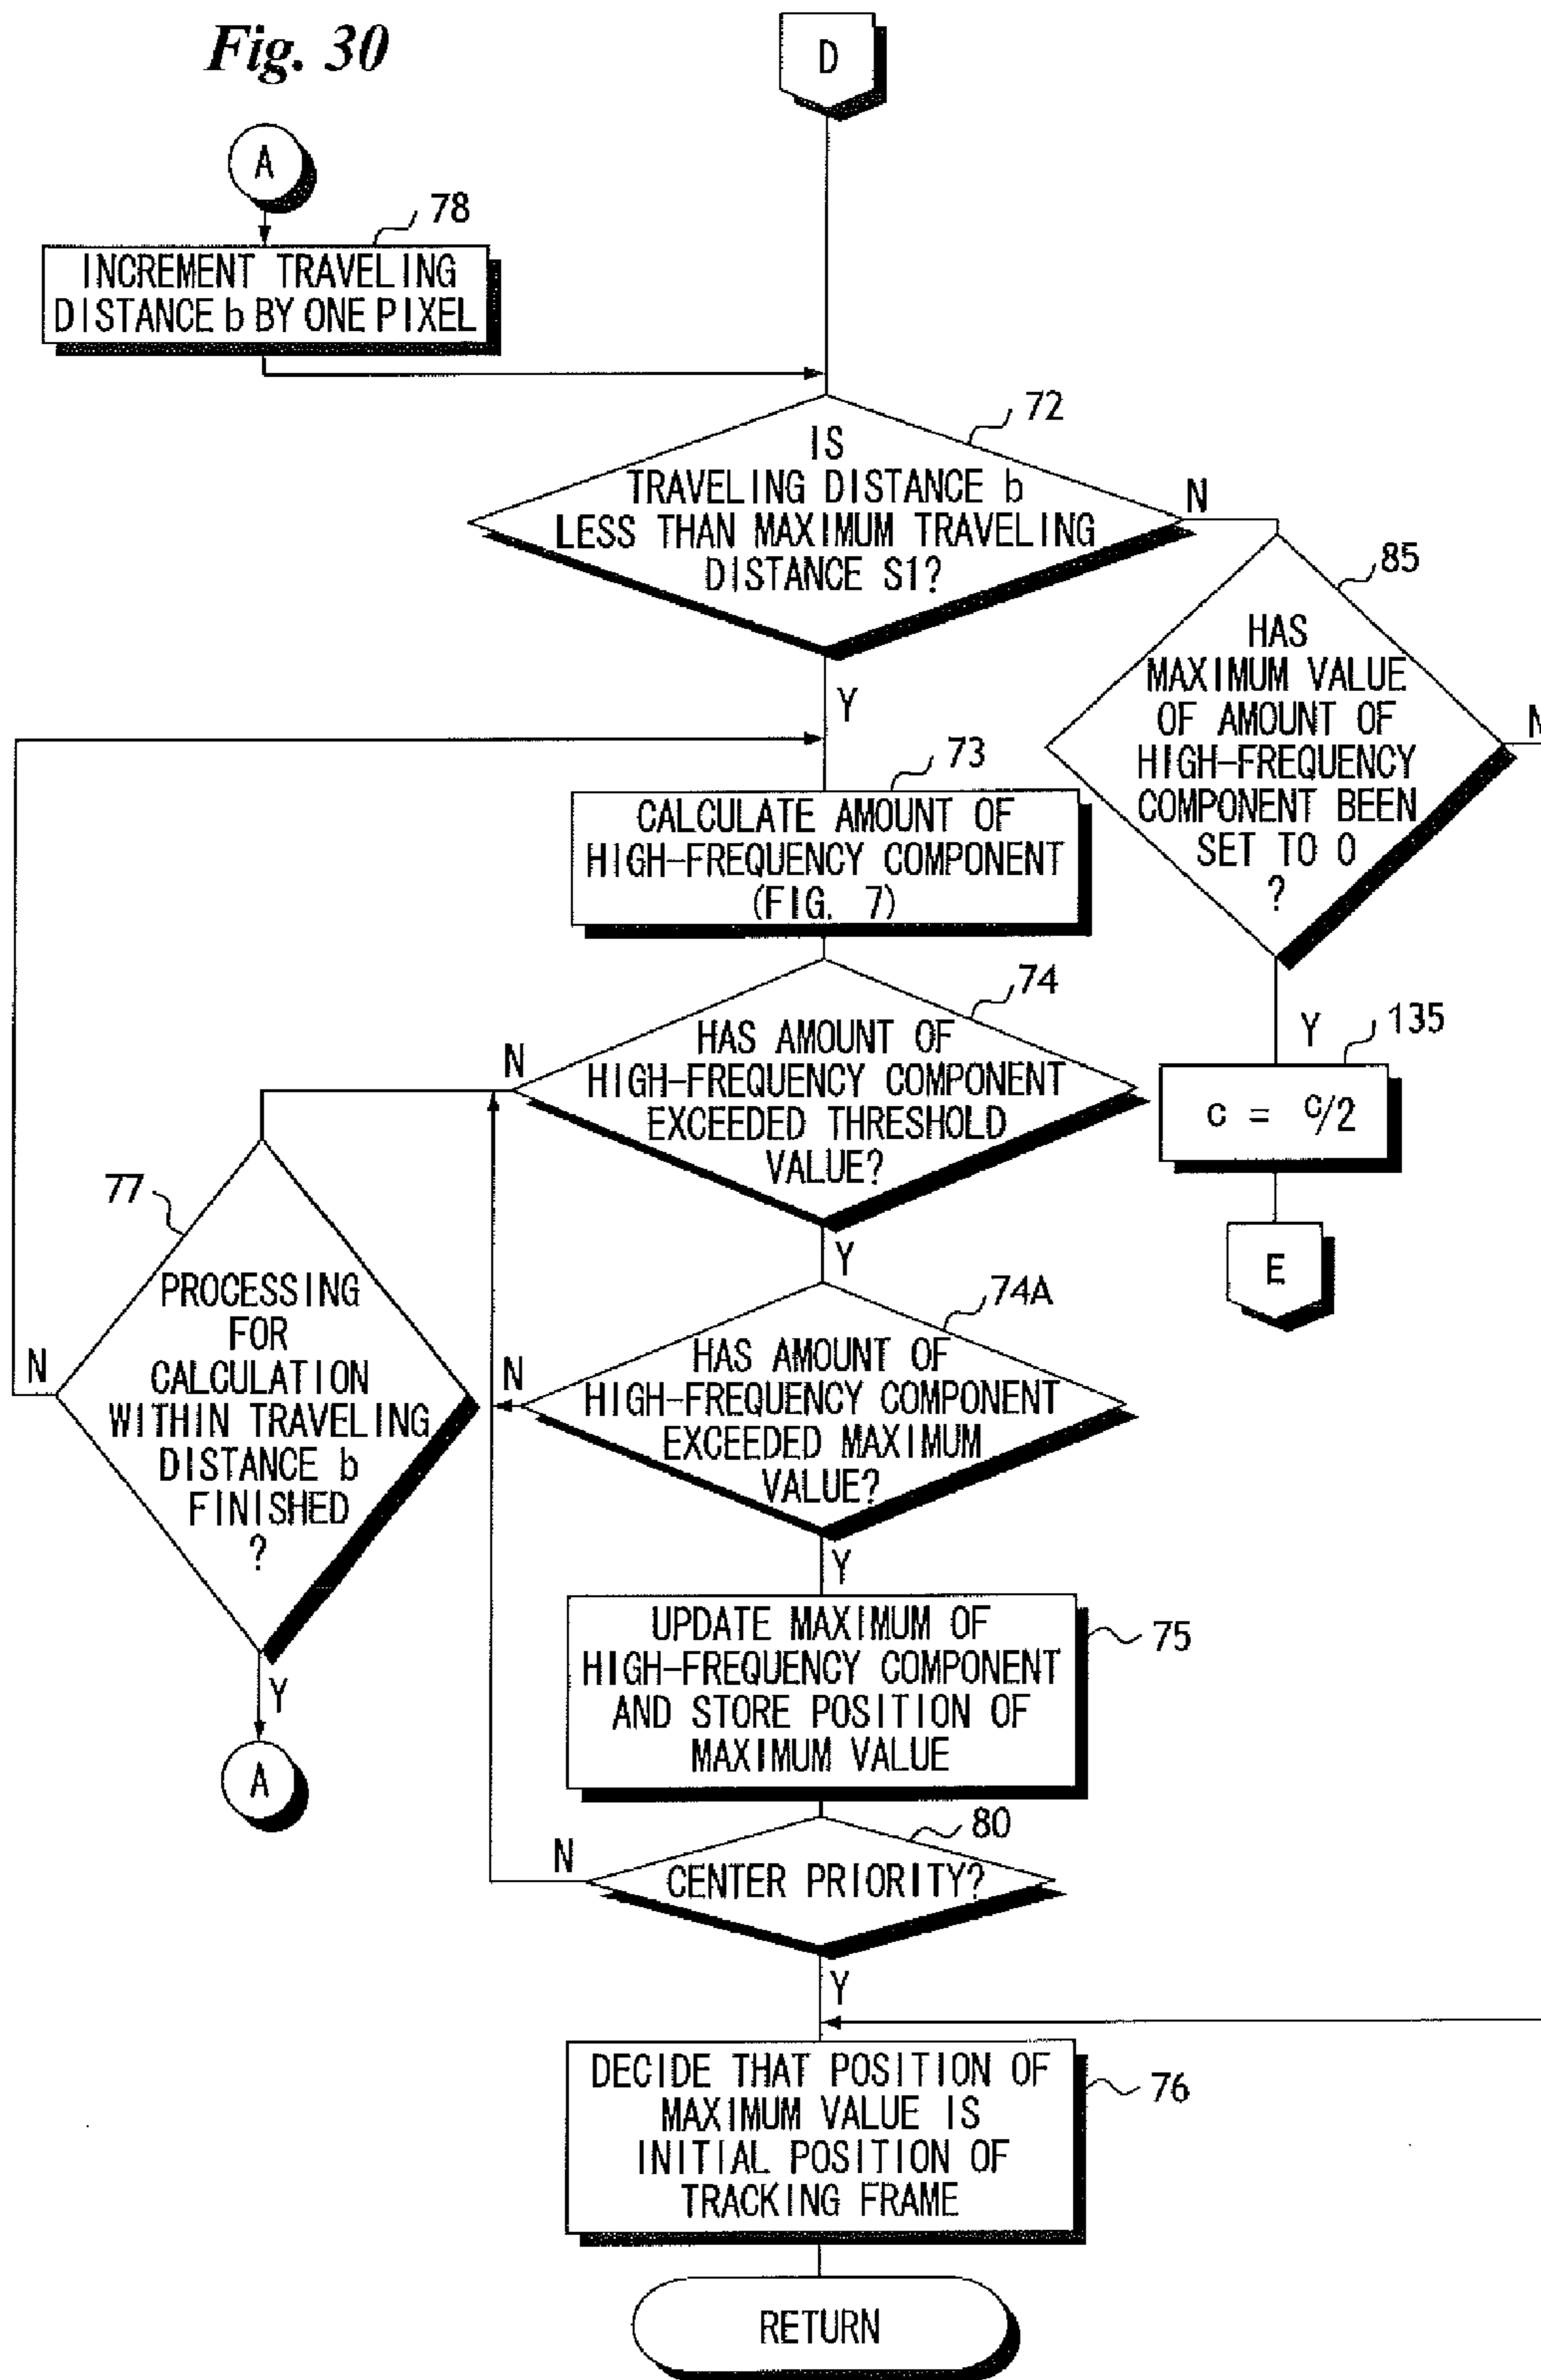 Fig. 30
D
A
78
INCREMENT TRAVELING
DISTANCE b BY ONE PIXEL
72
IS
TRAVELING DISTANCE b
LESS THAN MAXIMUM TRAVELING
DISTANCE S1?
N
Y
85
HAS
MAXIMUM VALUE
OF AMOUNT OF
HIGH-FREQUENCY
COMPONENT BEEN
SET TO 0
?
N
Y
73
CALCULATE AMOUNT OF
HIGH-FREQUENCY COMPONENT
(FIG. 7)
74
HAS AMOUNT OF
HIGH-FREQUENCY COMPONENT
EXCEEDED THRESHOLD
VALUE?
N
Y
135
c = c/2
E
77
PROCESSING
FOR
CALCULATION
WITHIN TRAVELING
DISTANCE b
FINISHED
?
N
Y
A
74A
HAS AMOUNT OF
HIGH-FREQUENCY COMPONENT
EXCEEDED MAXIMUM
VALUE?
N
Y
UPDATE MAXIMUM OF
HIGH-FREQUENCY COMPONENT
AND STORE POSITION OF
MAXIMUM VALUE
75
80
CENTER PRIORITY?
N
Y
DECIDE THAT POSITION OF
MAXIMUM VALUE IS
INITIAL POSITION OF
TRACKING FRAME
76
RETURN